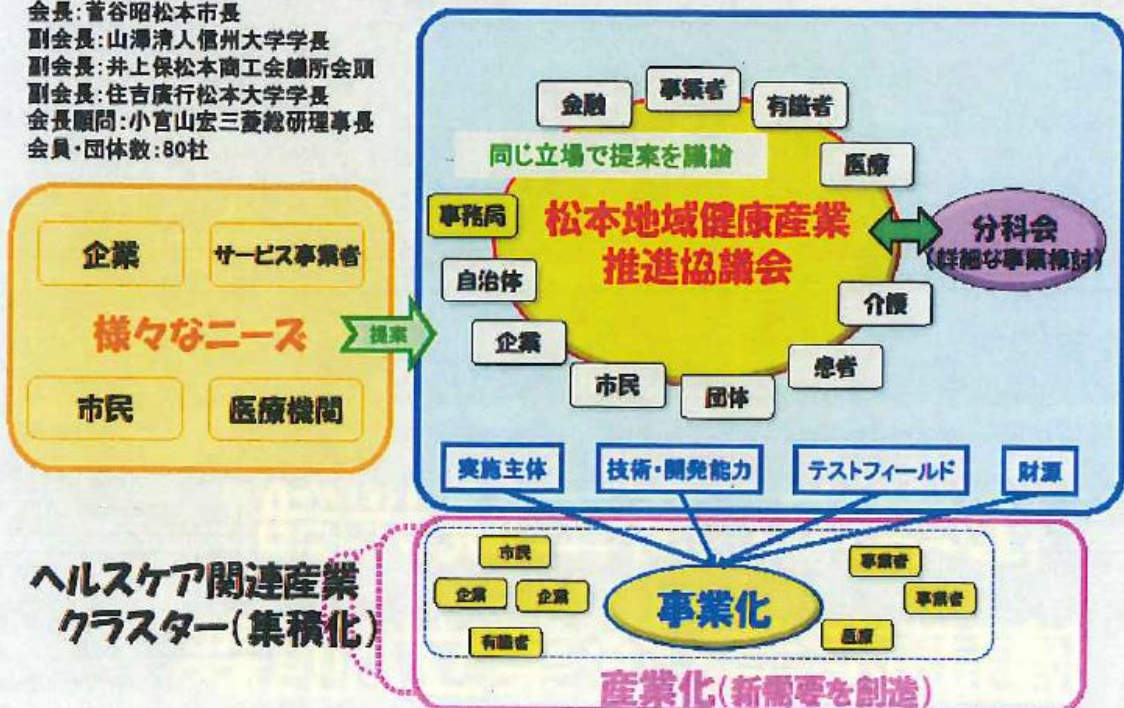 会長:菅谷昭松本市長
副会長:山澤清人信州大学学長
副会長:井上保松本商工会議所会頭
副会長:住吉廣行松本大学学長
会長顧問:小宮山宏三菱総研理事長
会員・団体数:80社
企業
サービス事業者
様々なニーズ
市民
医療機関
提案
金融
事業者
有識者
医療
同じ立場で提案を議論
事務局
松本地域健康産業
推進協議会
分科会
(詳細な事業検討)
自治体
介護
企業
患者
市民
団体
実施主体
技術・開発能力
テストフィールド
財源
ヘルスケア関連産業
クラスター(集積化)
市民
企業
企業
有識者
事業化
事業者
事業者
医療
産業化(新需要を創造)